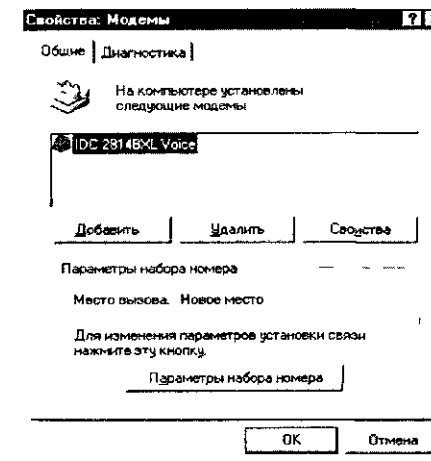 Свойства: Модемы
Общие Диагностика
На компьютере установлены
следующие модемы
IDC 2814BXL Voice
Добавить Удалить Свойства
Параметры набора номера
Место вызова. Новое место
Для изменения параметров установки связи
нажмите эту кнопку.
Параметры набора номера
OK Отмена